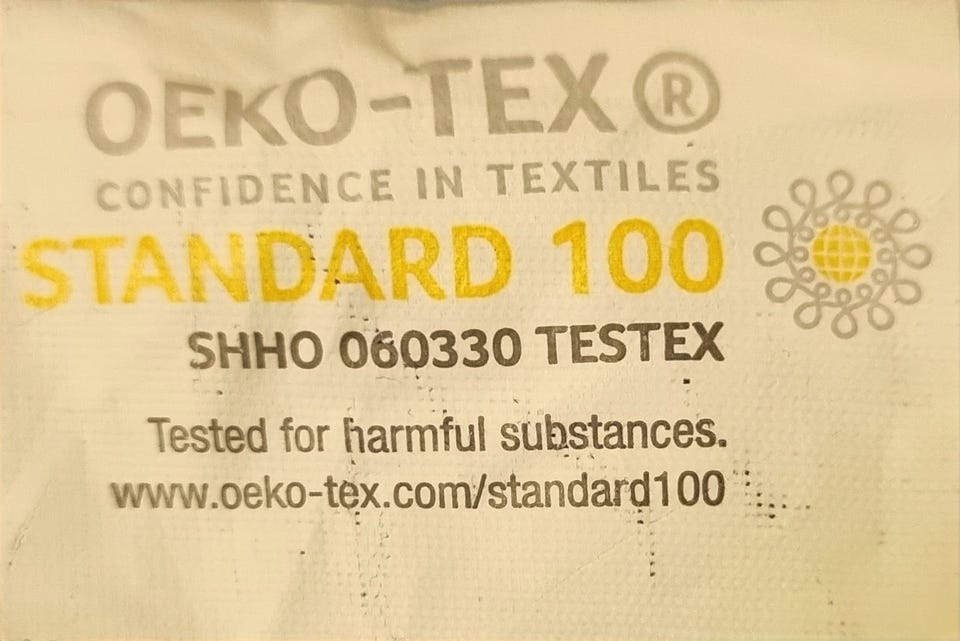 OEKO-TEX®
CONFIDENCE IN TEXTILES
STANDARD 100
SHHO 060330 TESTEX
Tested for harmful substances.
www.oeko-tex.com/standard100